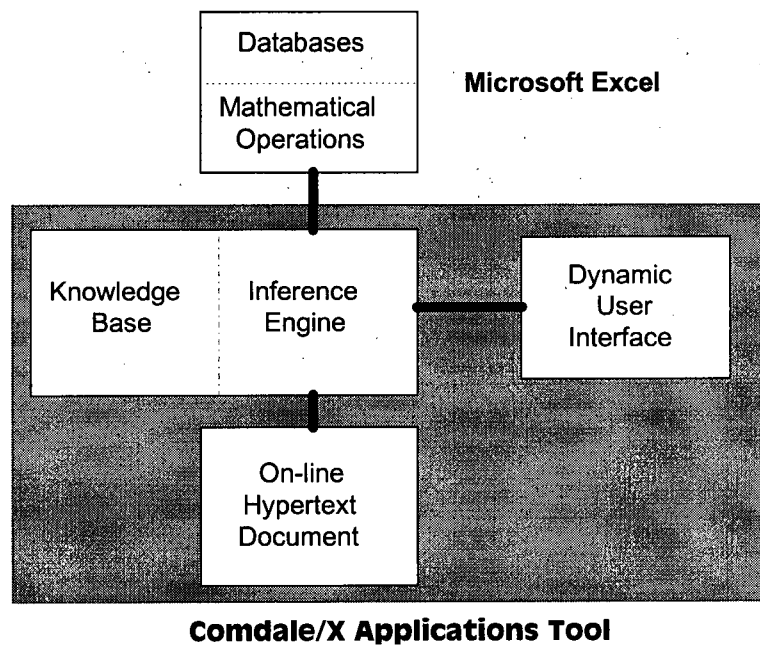 Databases
Mathematical
Operations
Microsoft Excel
Knowledge
Base
Inference
Engine
Dynamic
User
Interface
On-line
Hypertext
Document
Comdale/X Applications Tool